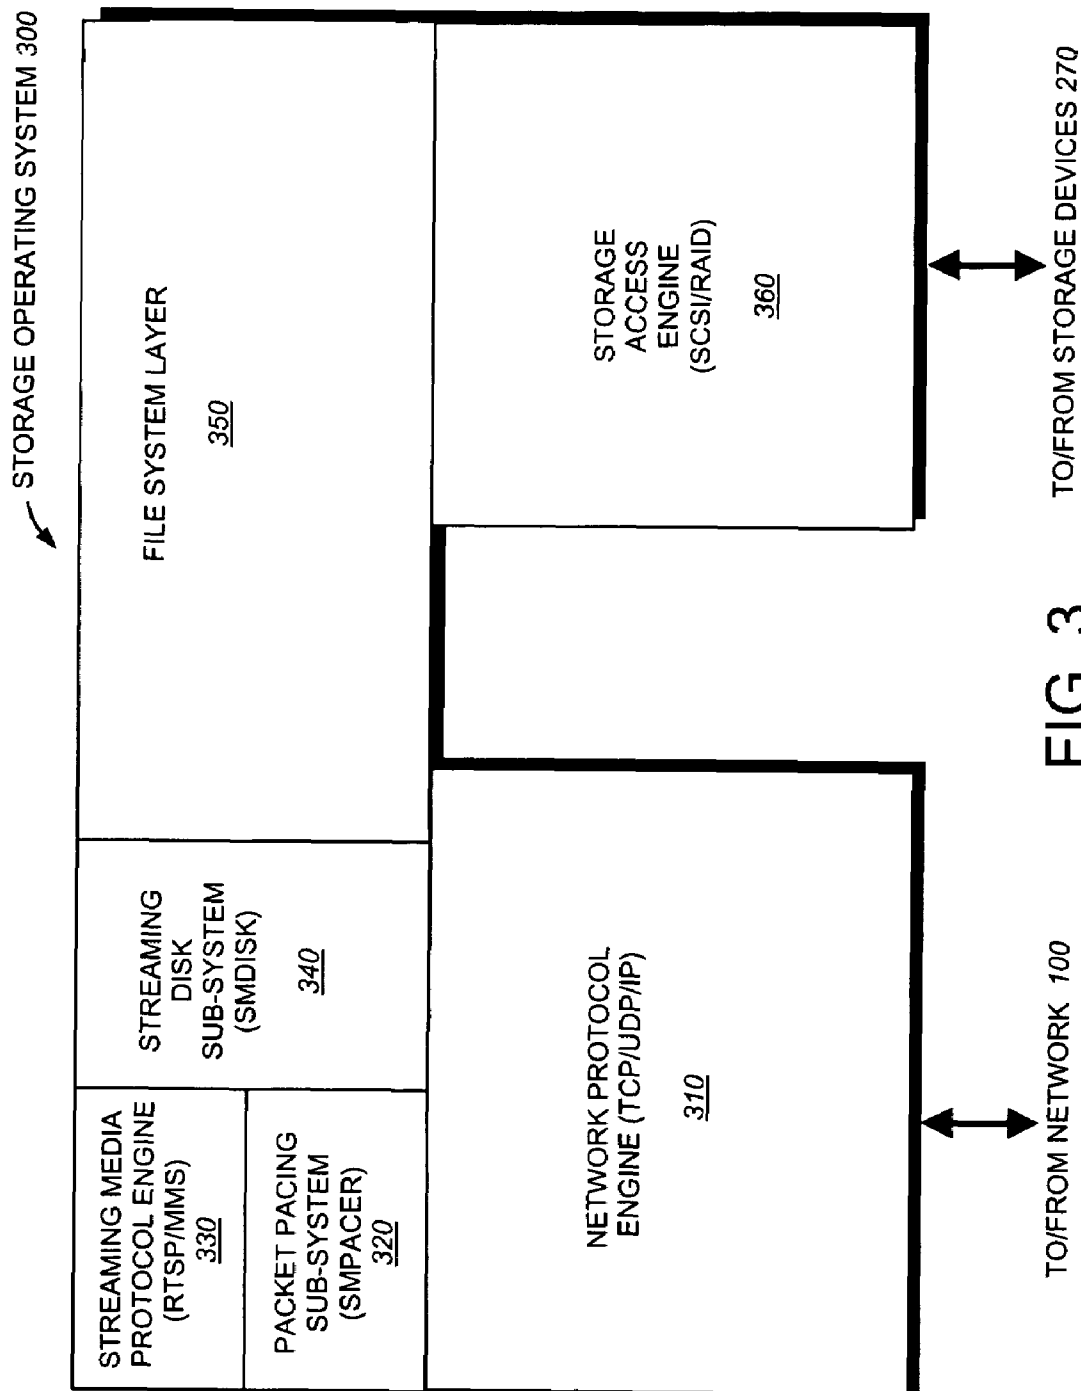 STORAGE OPERATING SYSTEM 300
STREAMING MEDIA
PROTOCOL ENGINE
(RTSP/MMS)
330
PACKET PACING
SUB-SYSTEM
(SMPACER)
320
STREAMING
DISK
SUB-SYSTEM
(SMDISK)
340
FILE SYSTEM LAYER
350
NETWORK PROTOCOL
ENGINE (TCP/UDP/IP)
310
STORAGE
ACCESS
ENGINE
(SCSI/RAID)
360
TO/FROM NETWORK 100
TO/FROM STORAGE DEVICES 270
FIG. 3